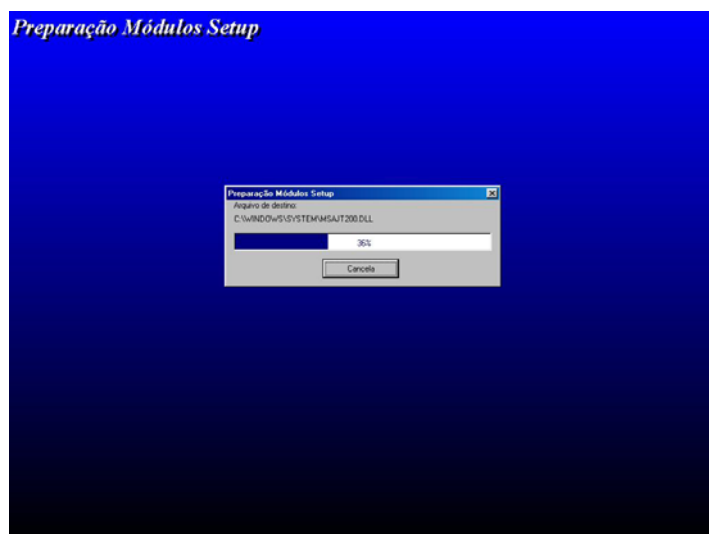 Preparação Módulos Setup
Preparação Módulos Setup
Arquivo de destino:
C:\WINDOWS\SYSTEM\MSAJT200.DLL
36%
Cancela